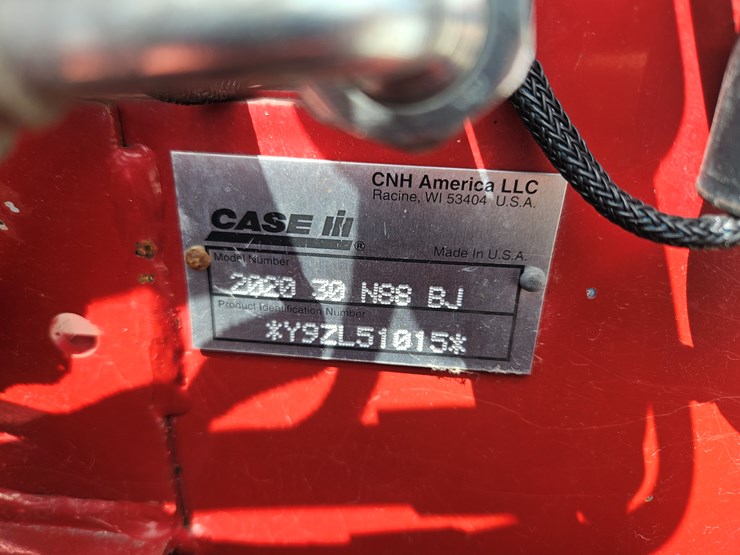 CNH America LLC
Racine, WI 53404 U.S.A.
CASE IH
®
Made in U.S.A.
Model Number
2020 30 N88 BJ
Product Identification Number
*Y9ZL51015*